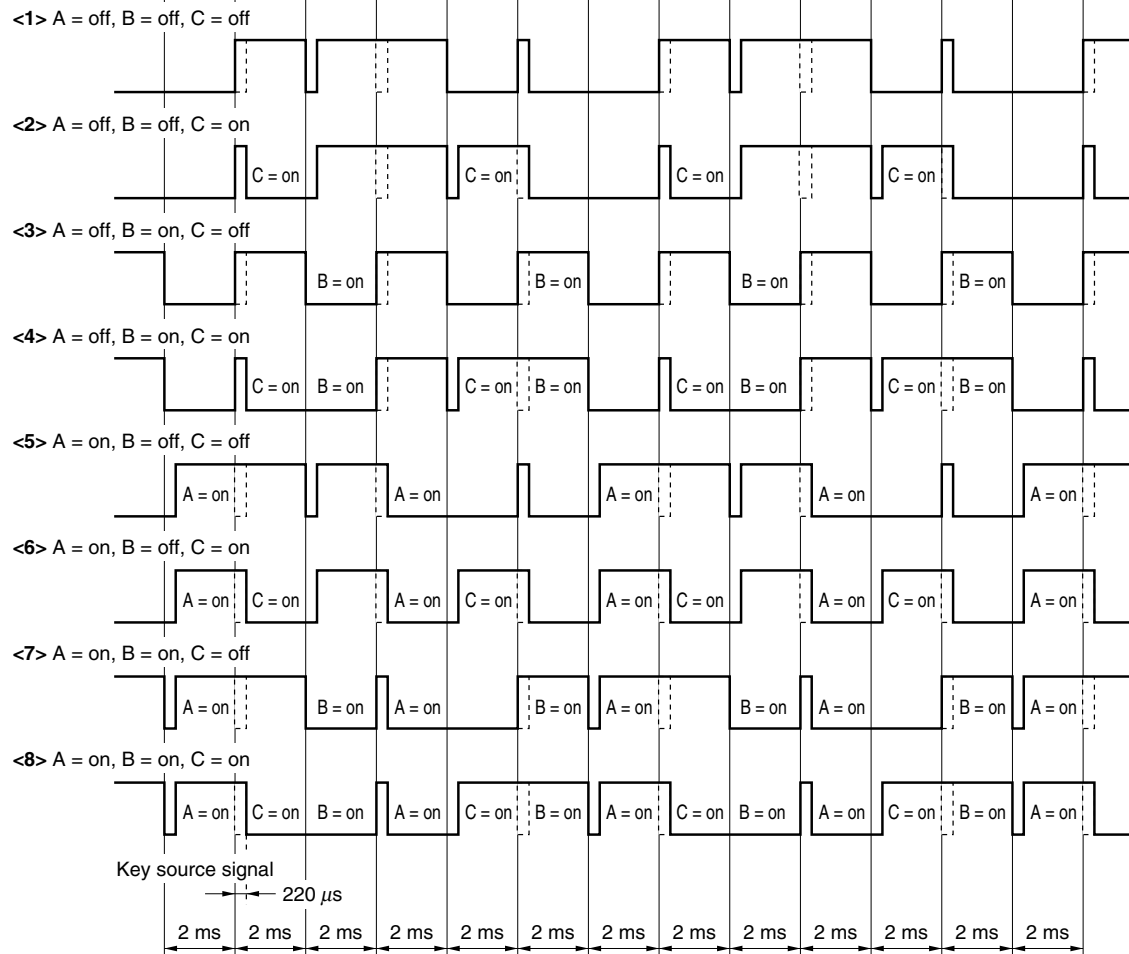 <1> A = off, B = off, C = off
<2> A = off, B = off, C = on
C = on C = on C = on C = on
<3> A = off, B = on, C = off
B = on B = on B = on B = on
<4> A = off, B = on, C = on
C = on B = on C = on B = on C = on B = on C = on B = on
<5> A = on, B = off, C = off
A = on A = on A = on A = on A = on
<6> A = on, B = off, C = on
A = on C = on A = on C = on A = on C = on A = on C = on A = on
<7> A = on, B = on, C = off
A = on B = on A = on B = on A = on B = on A = on B = on A = on
<8> A = on, B = on, C = on
A = on C = on B = on A = on C = on B = on A = on C = on B = on A = on C = on B = on A = on
Key source signal
220 μs
2 ms 2 ms 2 ms 2 ms 2 ms 2 ms 2 ms 2 ms 2 ms 2 ms 2 ms 2 ms 2 ms